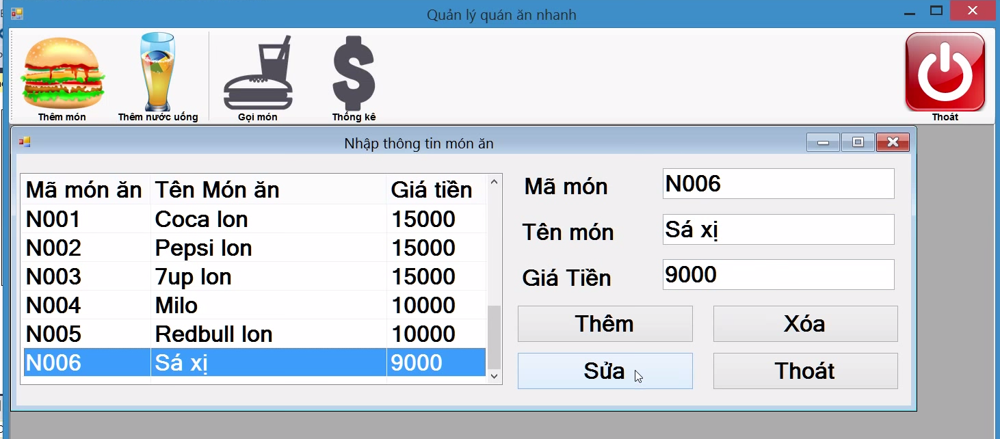 Quản lý quán ăn nhanh
Thêm món Thêm nước uống Gọi món Thống kê Thoát
Nhập thông tin món ăn
Mã món ăn Tên Món ăn Giá tiền
N001 Coca lon 15000
N002 Pepsi lon 15000
N003 7up lon 15000
N004 Milo 10000
N005 Redbull lon 10000
N006 Sá xị 9000
Mã món N006
Tên món Sá xị
Giá Tiền 9000
Thêm Xóa
Sửa Thoát